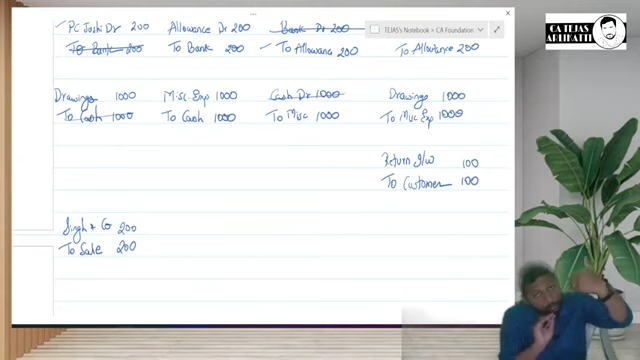 PC Joshi Dr 200 Allowance Dr 200 Bank Dr 200
To Bank 200 To Bank 200 To Allowance 200 To Allowance 200
TEJAS's Notebook > CA Foundation
CA TEJAS
ARLIKATTI
Drawings 1000 Misc. Exp 1000 Cash Dr 1000 Drawings 1000
To Cash 1000 To Cash 1000 To Misc 1000 To Misc Exp 1000
Return I/w 100
To Customer 100
Singh & Co 200
To Sale 200